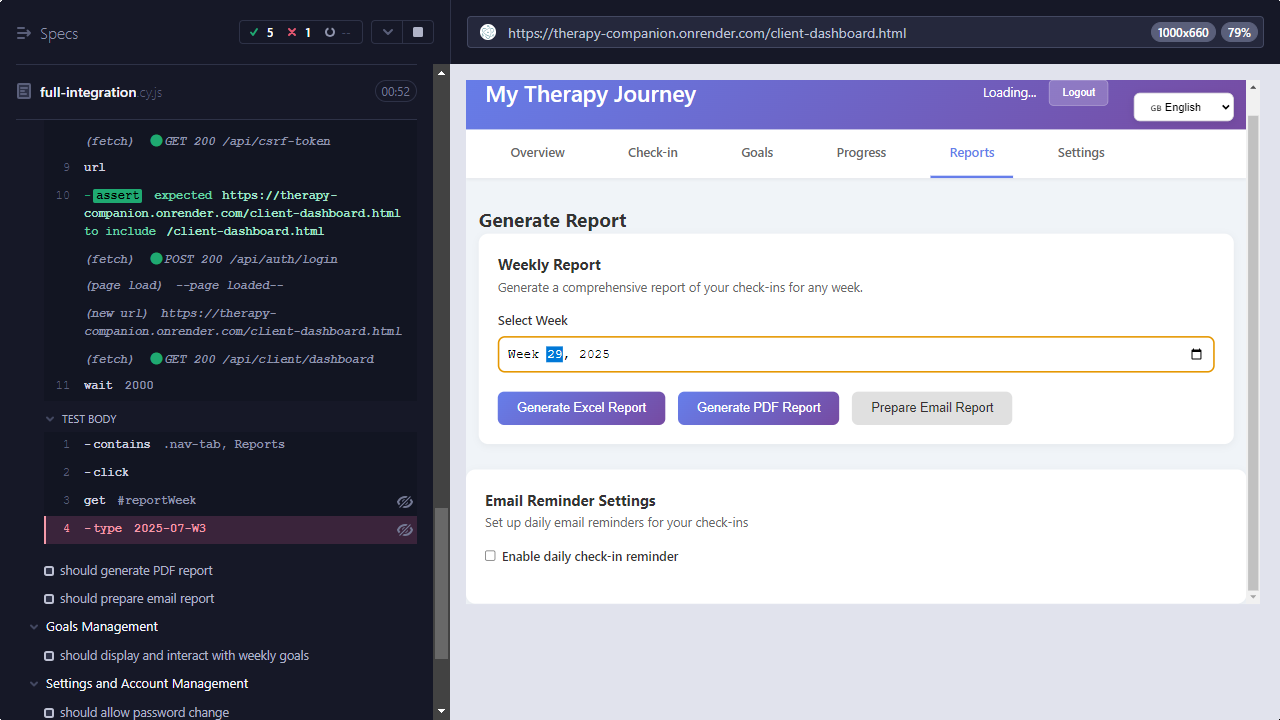 Specs
5
1
--
https://therapy-companion.onrender.com/client-dashboard.html
1000x660
79%
full-integration cy.js
00:52
(fetch) GET 200 /api/csrf-token
9 url
10 -assert expected https://therapy-
companion.onrender.com/client-dashboard.html
to include /client-dashboard.html
(fetch) POST 200 /api/auth/login
(page load) --page loaded--
(new url) https://therapy-
companion.onrender.com/client-dashboard.html
(fetch) GET 200 /api/client/dashboard
11 wait 2000
TEST BODY
1 -contains .nav-tab, Reports
2 -click
3 get #reportWeek
4 -type 2025-07-W3
should generate PDF report
should prepare email report
Goals Management
should display and interact with weekly goals
Settings and Account Management
should allow password change
My Therapy Journey
Loading...
Logout
GB English
Overview
Check-in
Goals
Progress
Reports
Settings
Generate Report
Weekly Report
Generate a comprehensive report of your check-ins for any week.
Select Week
Week 29, 2025
Generate Excel Report
Generate PDF Report
Prepare Email Report
Email Reminder Settings
Set up daily email reminders for your check-ins
Enable daily check-in reminder